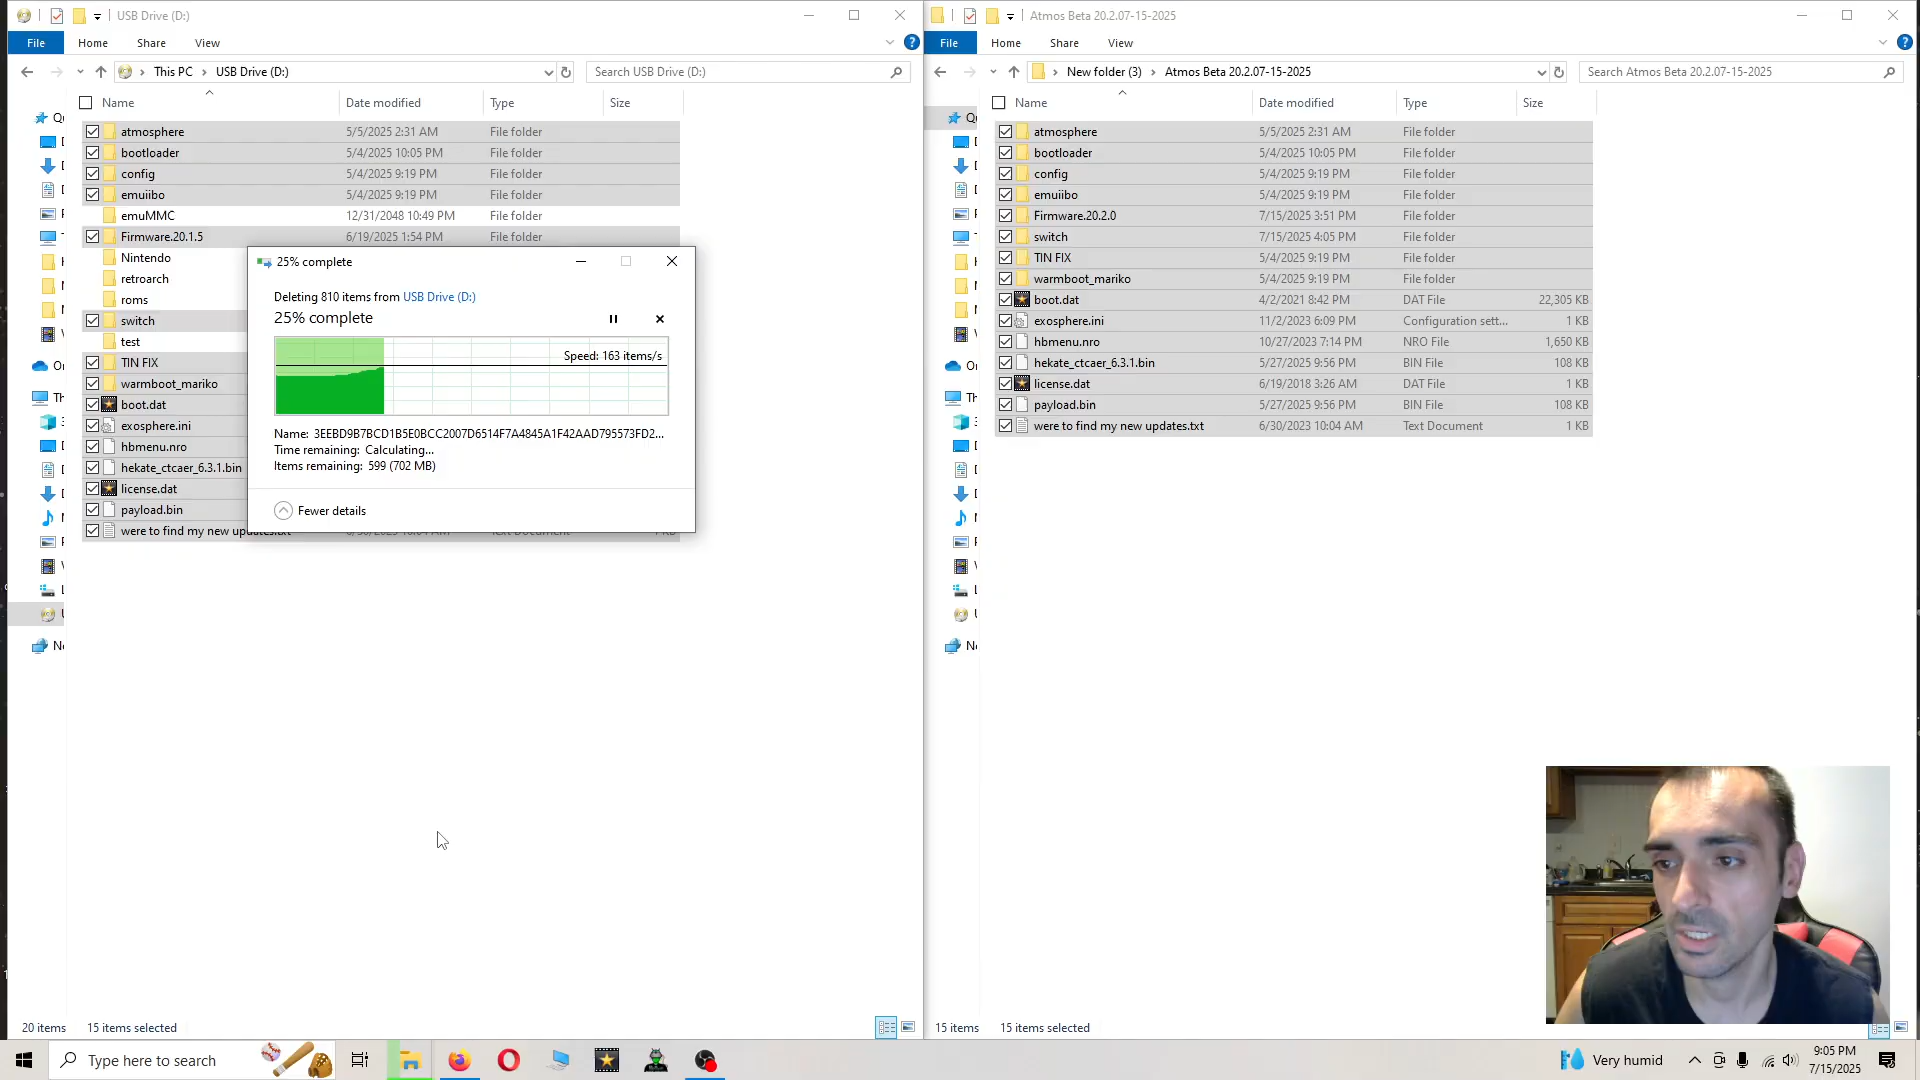 USB Drive (D:)
File Home Share View
This PC USB Drive (D:)
Search USB Drive (D:)
Name Date modified Type Size
atmosphere 5/5/2025 2:31 AM File folder
bootloader 5/4/2025 10:05 PM File folder
config 5/4/2025 9:19 PM File folder
emuiibo 5/4/2025 9:19 PM File folder
emuMMC 12/31/2048 10:49 PM File folder
Firmware.20.1.5 6/19/2025 1:54 PM File folder
Nintendo
retroarch
roms
switch
test
TIN FIX
warmboot_mariko
boot.dat
exosphere.ini
hbmenu.nro
hekate_ctcaer_6.3.1.bin
license.dat
payload.bin
were to find my new updates.txt
25% complete
Deleting 810 items from USB Drive (D:)
25% complete
Speed: 163 items/s
Name: 3EEBD9B7BCD1B5E0BCC2007D6514F7A4845A1F42AAD795573FD2...
Time remaining: Calculating...
Items remaining: 599 (702 MB)
Fewer details
20 items 15 items selected
Atmos Beta 20.2.07-15-2025
File Home Share View
New folder (3) Atmos Beta 20.2.07-15-2025
Search Atmos Beta 20.2.07-15-2025
Name Date modified Type Size
atmosphere 5/5/2025 2:31 AM File folder
bootloader 5/4/2025 10:05 PM File folder
config 5/4/2025 9:19 PM File folder
emuiibo 5/4/2025 9:19 PM File folder
Firmware.20.2.0 7/15/2025 3:51 PM File folder
switch 7/15/2025 4:05 PM File folder
TIN FIX 5/4/2025 9:19 PM File folder
warmboot_mariko 5/4/2025 9:19 PM File folder
boot.dat 4/2/2021 8:42 PM DAT File 22,305 KB
exosphere.ini 11/2/2023 6:09 PM Configuration sett... 1 KB
hbmenu.nro 10/27/2023 7:14 PM NRO File 1,650 KB
hekate_ctcaer_6.3.1.bin 5/27/2025 9:56 PM BIN File 108 KB
license.dat 6/19/2018 3:26 AM DAT File 1 KB
payload.bin 5/27/2025 9:56 PM BIN File 108 KB
were to find my new updates.txt 6/30/2023 10:04 AM Text Document 1 KB
15 items 15 items selected
Type here to search
Very humid
9:05 PM
7/15/2025